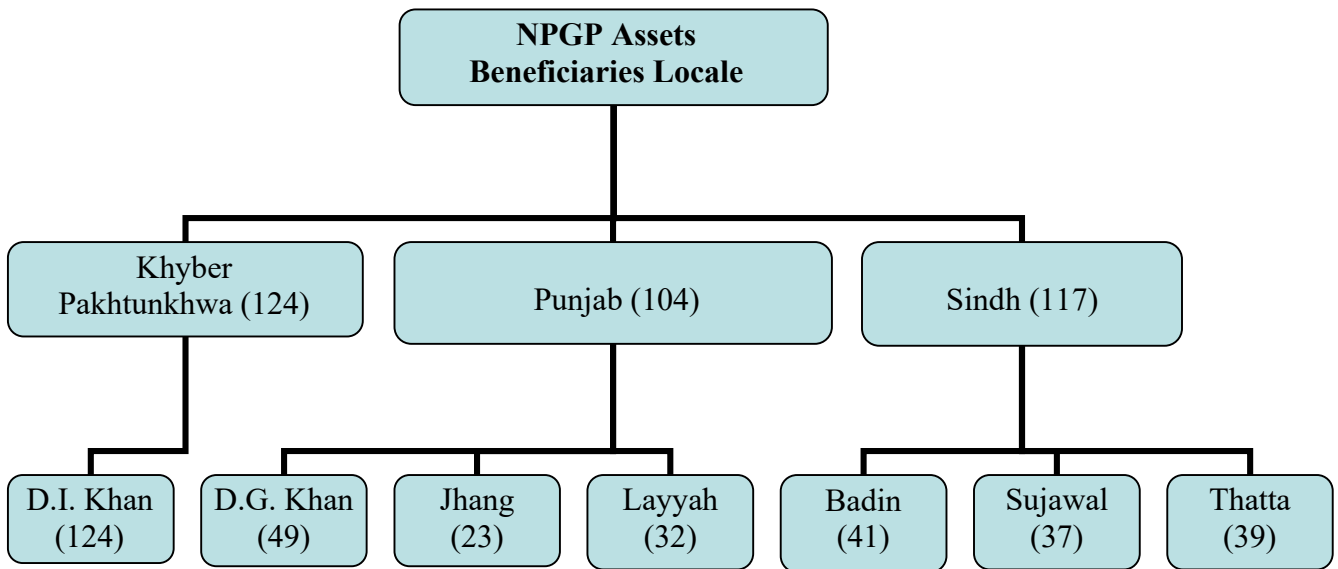 NPGP Assets
Beneficiaries Locale
Khyber
Pakhtunkhwa (124)
Punjab (104)
Sindh (117)
D.I. Khan
(124)
D.G. Khan
(49)
Jhang
(23)
Layyah
(32)
Badin
(41)
Sujawal
(37)
Thatta
(39)